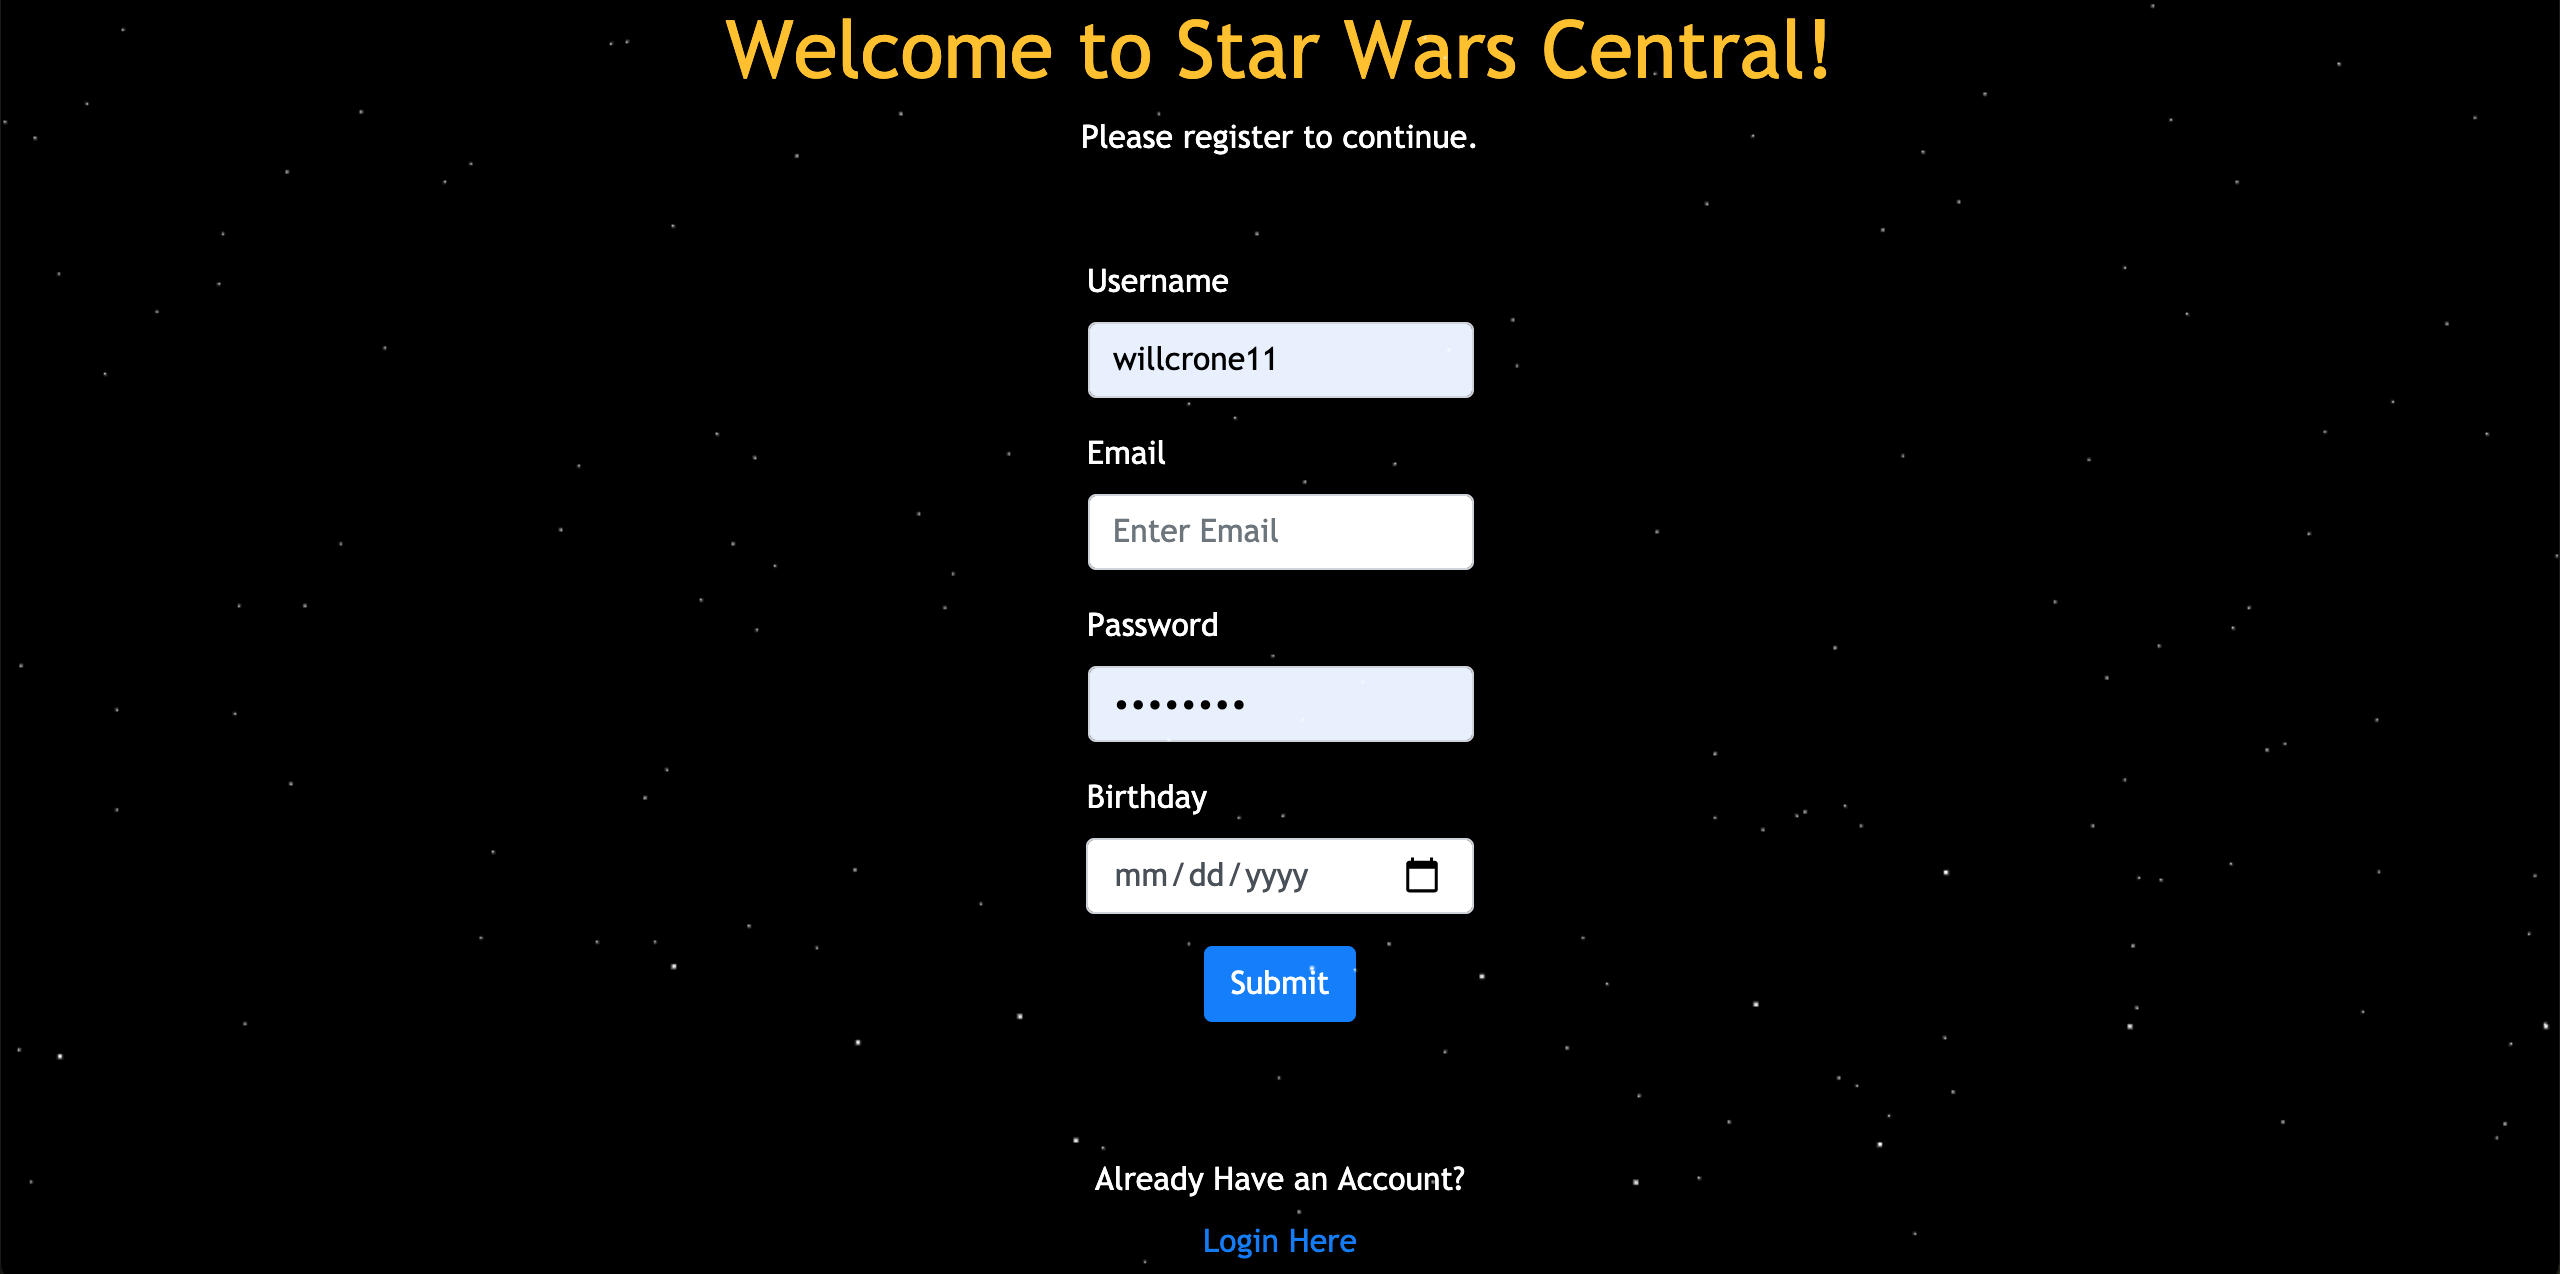 Welcome to Star Wars Central!
Please register to continue.
Username
willcrone11
Email
Enter Email
Password
••••••••
Birthday
mm/dd/yyyy
Submit
Already Have an Account?
Login Here